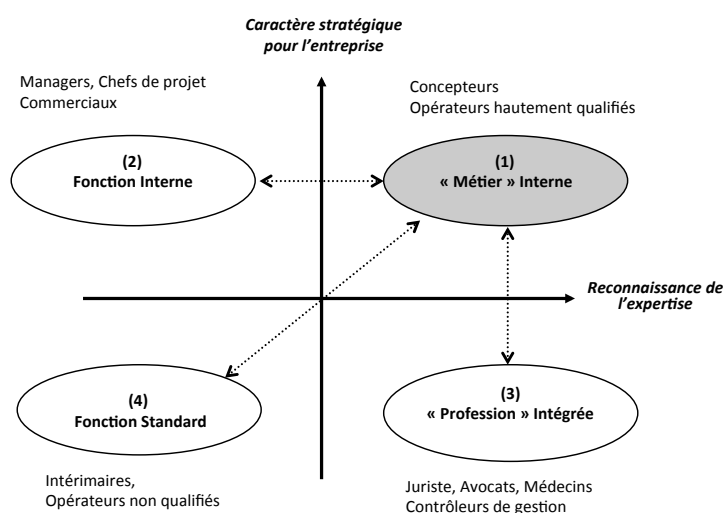 Caractère stratégique
pour l'entreprise
Managers, Chefs de projet
Commerciaux
Concepteurs
Opérateurs hautement qualifiés
(2)
Fonction Interne
(1)
« Métier » Interne
Reconnaissance de
l'expertise
(4)
Fonction Standard
(3)
« Profession » Intégrée
Intérimaires,
Opérateurs non qualifiés
Juriste, Avocats, Médecins
Contrôleurs de gestion